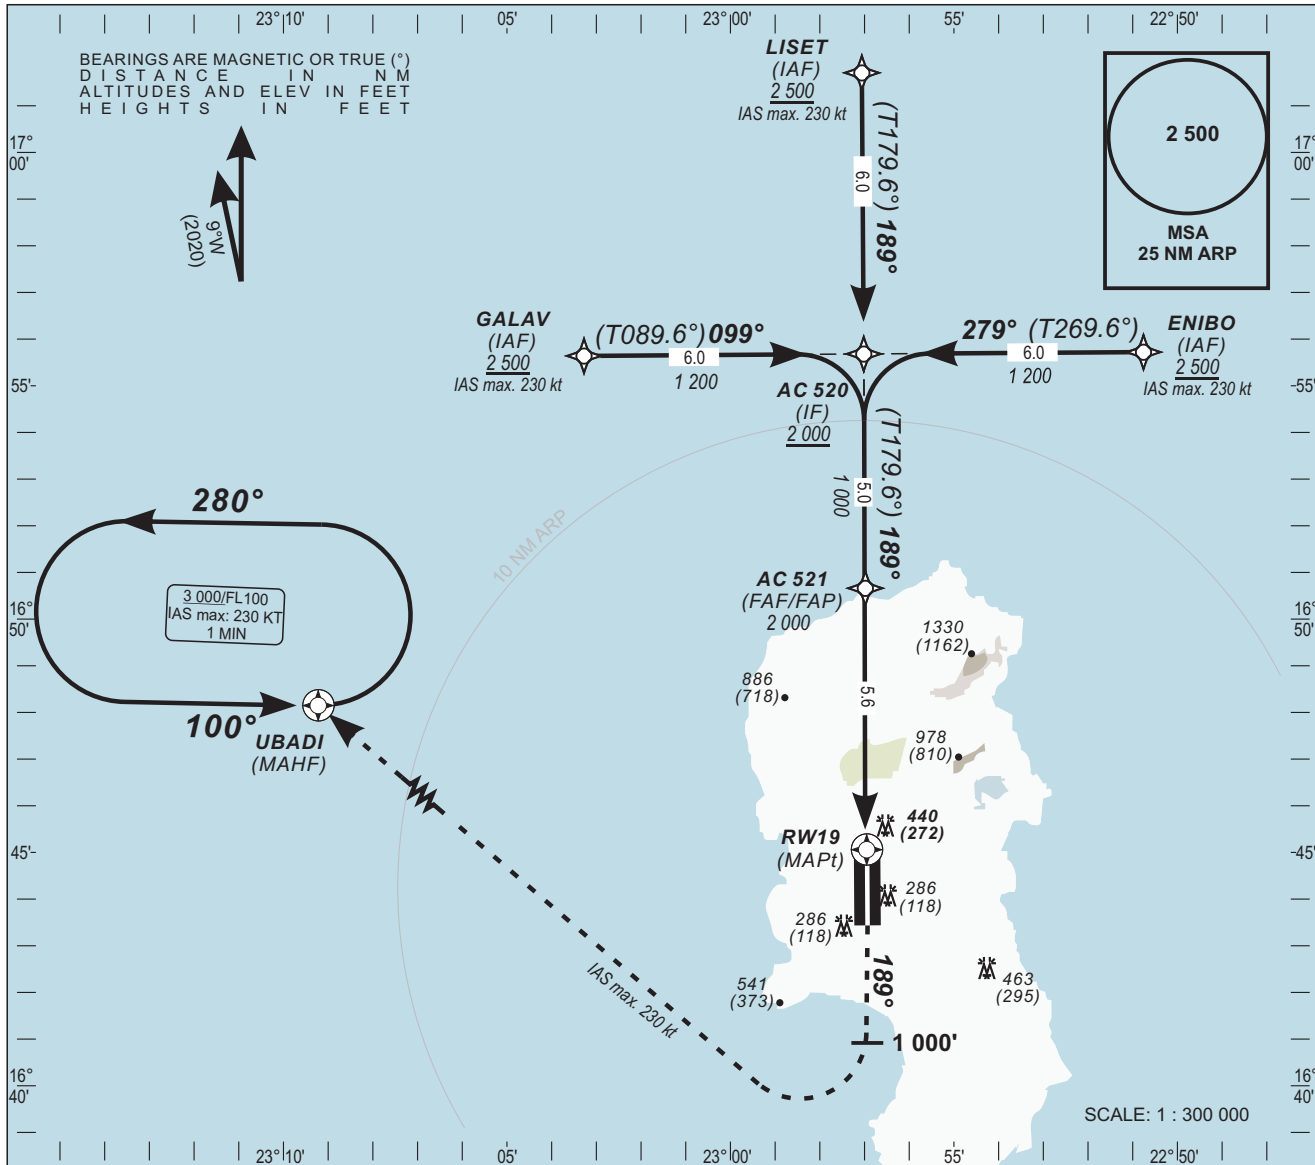 23°10'
05'
23°00'
55'
22°50'
BEARINGS ARE MAGNETIC OR TRUE (°)
DISTANCE IN NM
ALTITUDES AND ELEV IN FEET
HEIGHTS IN FEET
9°W
(2020)
LISET
(IAF)
2 500
IAS max. 230 kt
(T179.6°) 189°
6.0
2 500
MSA
25 NM ARP
17°
00'
17°
00'
GALAV
(IAF)
2 500
IAS max. 230 kt
(T089.6°) 099°
6.0
1 200
279° (T269.6°)
6.0
1 200
ENIBO
(IAF)
2 500
IAS max. 230 kt
55'
55'
AC 520
(IF)
2 000
(T179.6°) 189°
5.0
1 000
10 NM ARP
280°
3 000/FL100
IAS max: 230 KT
1 MIN
100°
UBADI
(MAHF)
16°
50'
16°
50'
AC 521
(FAF/FAP)
2 000
1330
(1162)
886
(718)
5.6
978
(810)
440
(272)
RW19
(MAPt)
45'
45'
286
(118)
286
(118)
189°
463
(295)
541
(373)
IAS max. 230 kt
1 000'
16°
40'
16°
40'
SCALE: 1 : 300 000
23°10'
05'
23°00'
55'
22°50'